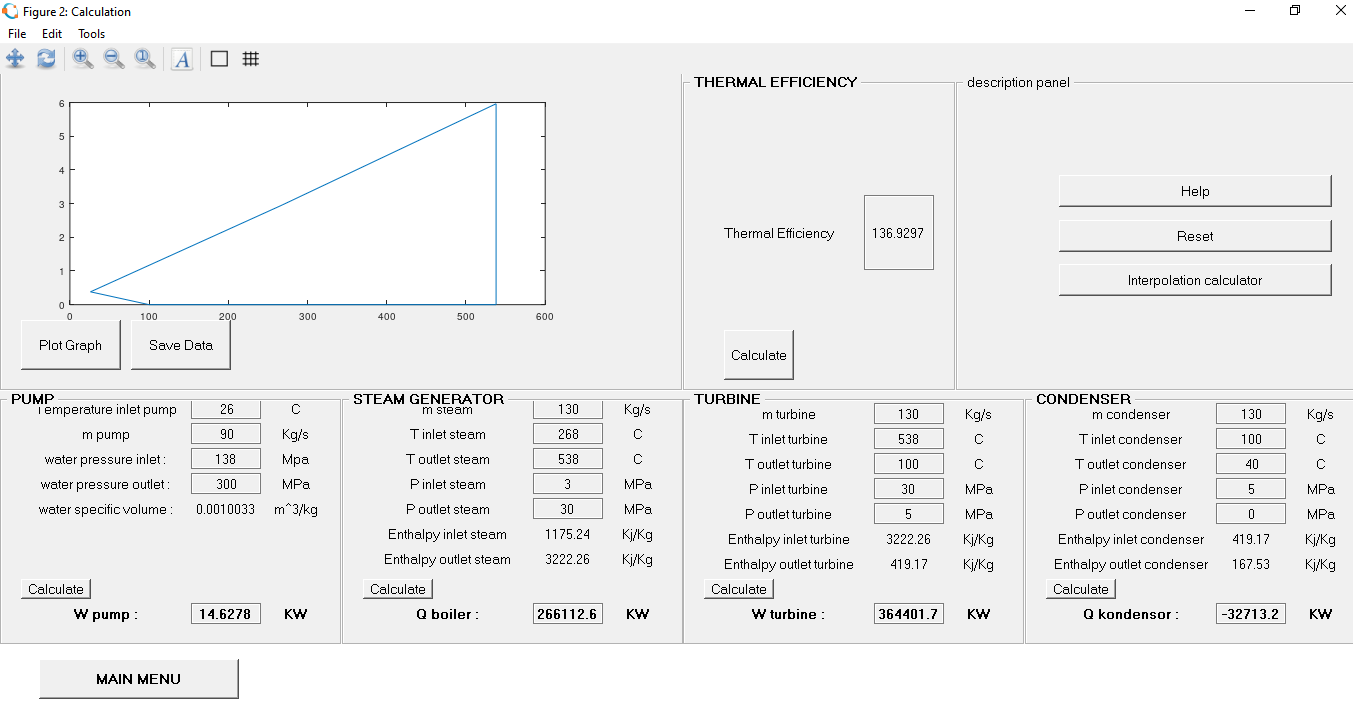 Figure 2: Calculation
File Edit Tools
THERMAL EFFICIENCY
description panel
6
5
4
3
2
1
0
0 100 200 300 400 500 600
Plot Graph Save Data
Thermal Efficiency 136.9297
Calculate
Help
Reset
Interpolation calculator
PUMP
Temperature inlet pump 26 C
m pump 90 Kg/s
water pressure inlet : 138 Mpa
water pressure outlet : 300 MPa
water specific volume : 0.0010033 m^3/kg
Calculate
W pump : 14.6278 KW
STEAM GENERATOR
m steam 130 Kg/s
T inlet steam 268 C
T outlet steam 538 C
P inlet steam 3 MPa
P outlet steam 30 MPa
Enthalpy inlet steam 1175.24 Kj/Kg
Enthalpy outlet steam 3222.26 Kj/Kg
Calculate
Q boiler : 266112.6 KW
TURBINE
m turbine 130 Kg/s
T inlet turbine 538 C
T outlet turbine 100 C
P inlet turbine 30 MPa
P outlet turbine 5 MPa
Enthalpy inlet turbine 3222.26 Kj/Kg
Enthalpy outlet turbine 419.17 Kj/Kg
Calculate
W turbine : 364401.7 KW
CONDENSER
m condenser 130 Kg/s
T inlet condenser 100 C
T outlet condenser 40 C
P inlet condenser 5 MPa
P outlet condenser 0 MPa
Enthalpy inlet condenser 419.17 Kj/Kg
Enthalpy outlet condenser 167.53 Kj/Kg
Calculate
Q kondensor : -32713.2 KW
MAIN MENU